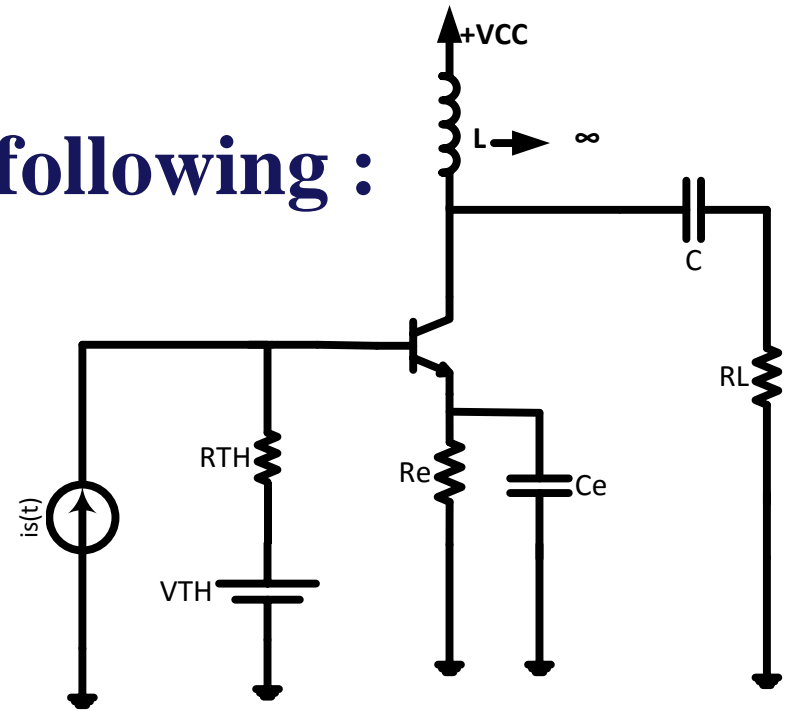 +VCC
following :
L ∞
C
RL
RTH
Re
Ce
is(t)
VTH